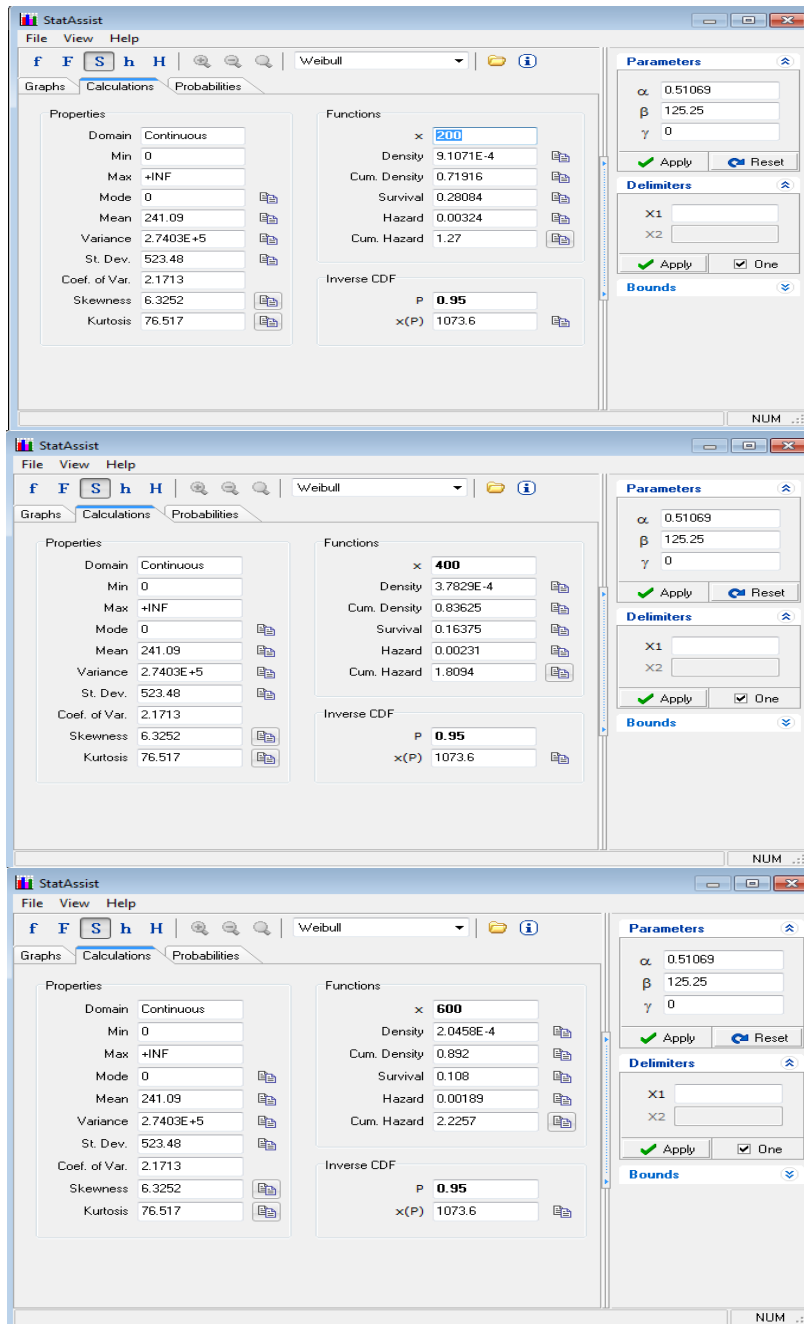 StatAssist
File View Help
f F S h H Weibull
Graphs Calculations Probabilities
Properties
Domain Continuous
Min 0
Max +INF
Mode 0
Mean 241.09
Variance 2.7403E+5
St. Dev. 523.48
Coef. of Var. 2.1713
Skewness 6.3252
Kurtosis 76.517
Functions
x 200
Density 9.1071E-4
Cum. Density 0.71916
Survival 0.28084
Hazard 0.00324
Cum. Hazard 1.27
Inverse CDF
P 0.95
x(P) 1073.6
Parameters
α 0.51069
β 125.25
γ 0
Apply Reset
Delimiters
X1
X2
Apply One
Bounds
NUM
StatAssist
File View Help
f F S h H Weibull
Graphs Calculations Probabilities
Properties
Domain Continuous
Min 0
Max +INF
Mode 0
Mean 241.09
Variance 2.7403E+5
St. Dev. 523.48
Coef. of Var. 2.1713
Skewness 6.3252
Kurtosis 76.517
Functions
x 400
Density 3.7829E-4
Cum. Density 0.83625
Survival 0.16375
Hazard 0.00231
Cum. Hazard 1.8094
Inverse CDF
P 0.95
x(P) 1073.6
Parameters
α 0.51069
β 125.25
γ 0
Apply Reset
Delimiters
X1
X2
Apply One
Bounds
NUM
StatAssist
File View Help
f F S h H Weibull
Graphs Calculations Probabilities
Properties
Domain Continuous
Min 0
Max +INF
Mode 0
Mean 241.09
Variance 2.7403E+5
St. Dev. 523.48
Coef. of Var. 2.1713
Skewness 6.3252
Kurtosis 76.517
Functions
x 600
Density 2.0458E-4
Cum. Density 0.892
Survival 0.108
Hazard 0.00189
Cum. Hazard 2.2257
Inverse CDF
P 0.95
x(P) 1073.6
Parameters
α 0.51069
β 125.25
γ 0
Apply Reset
Delimiters
X1
X2
Apply One
Bounds
NUM